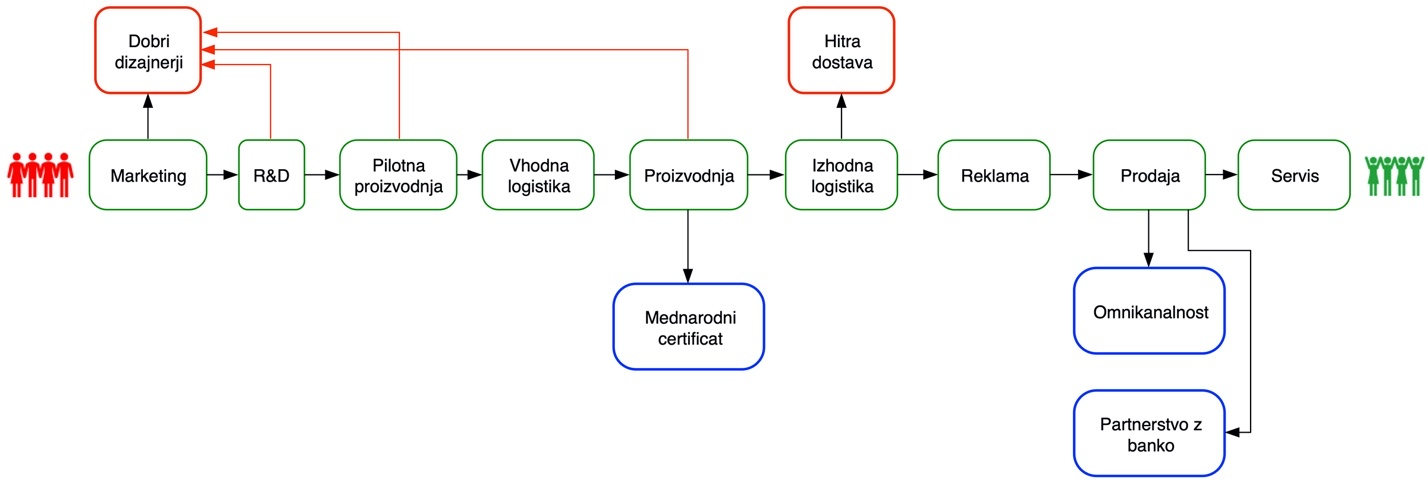 Dobri
dizajnerji
Hitra
dostava
Marketing
R&D
Pilotna
proizvodnja
Vhodna
logistika
Proizvodnja
Izhodna
logistika
Reklama
Prodaja
Servis
Mednarodni
certificat
Omnikanalnost
Partnerstvo z
banko